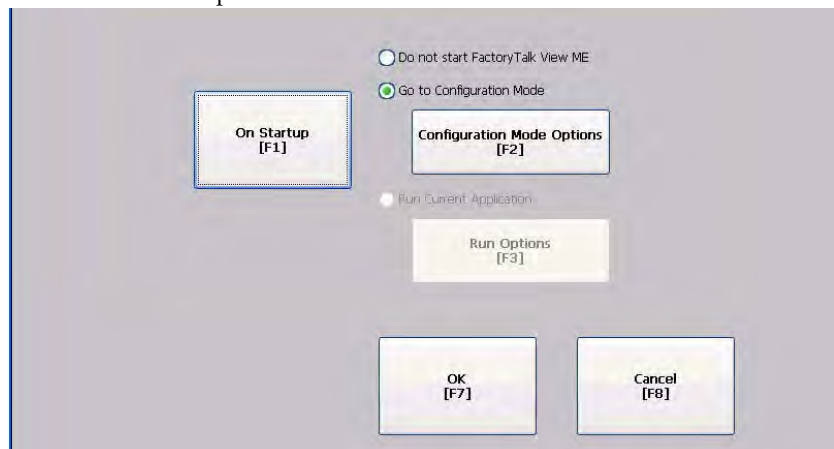 Do not start FactoryTalk View ME
Go to Configuration Mode
On Startup
[F1]
Configuration Mode Options
[F2]
Run Current Application
Run Options
[F3]
OK
[F7]
Cancel
[F8]